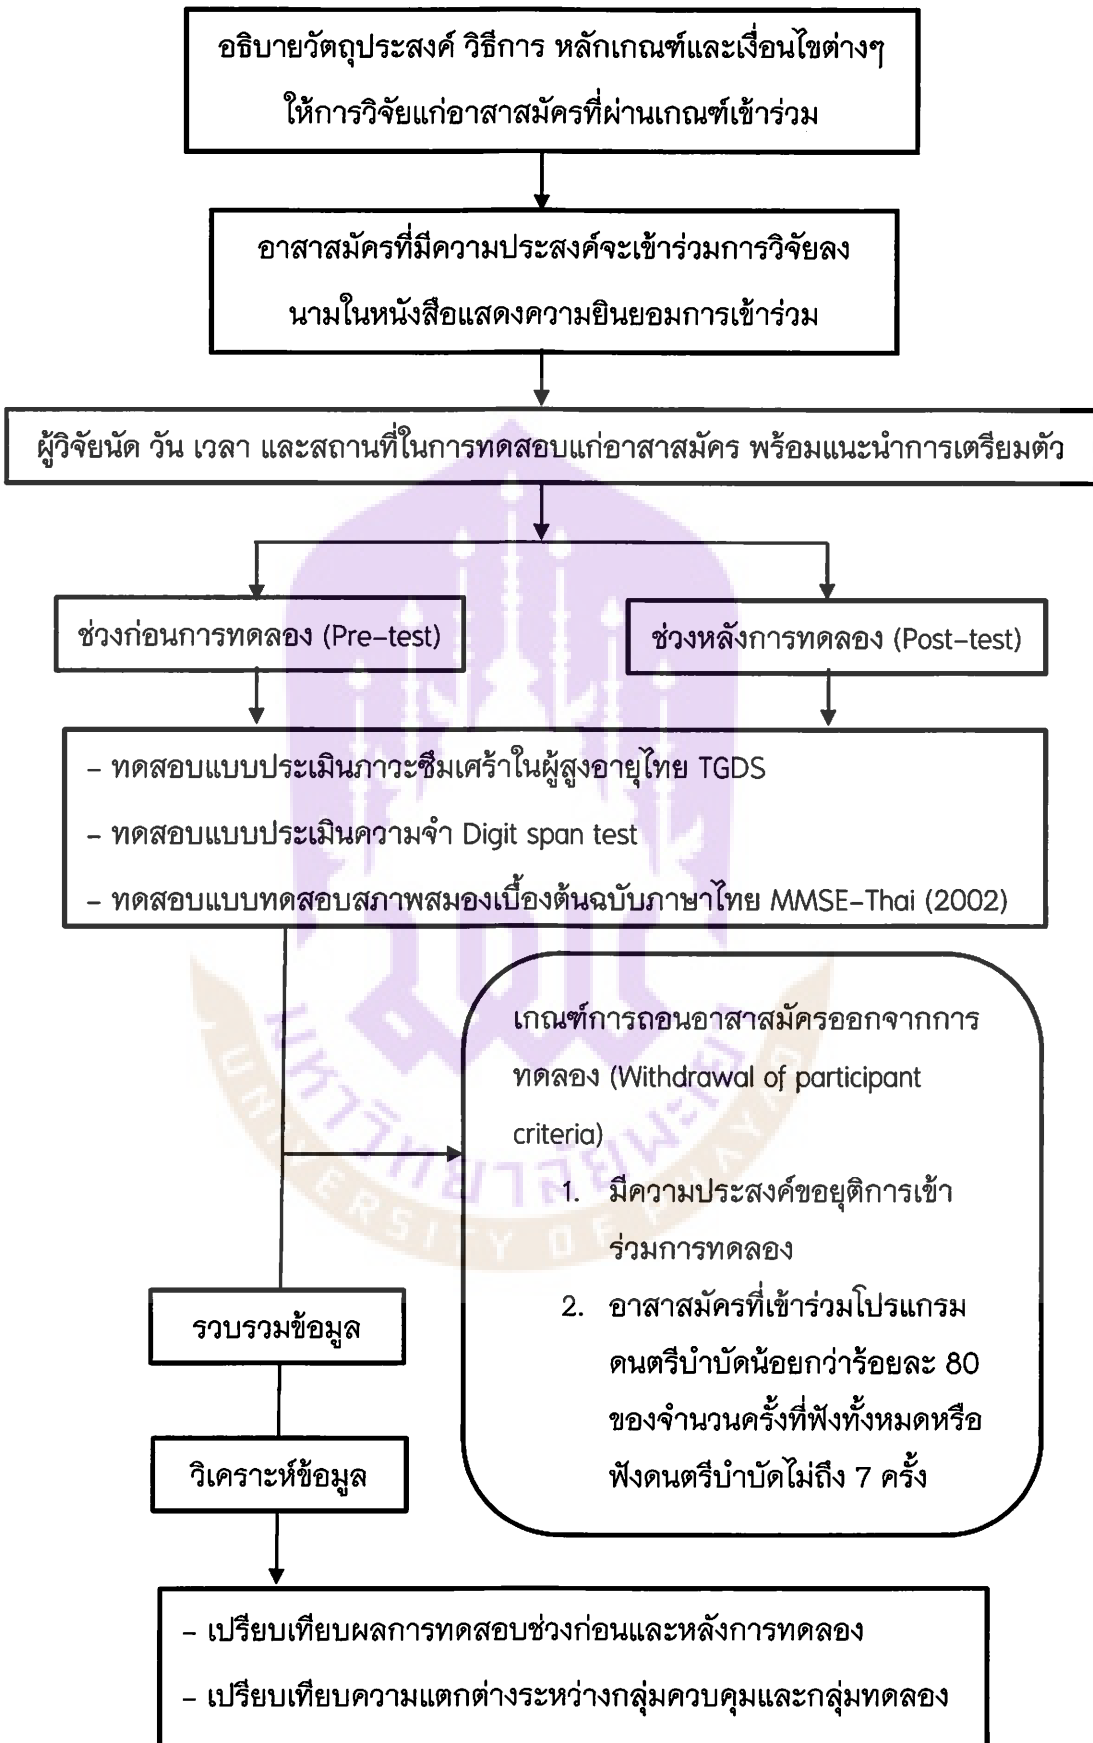 อธิบายวัตถุประสงค์ วิธีการ หลักเกณฑ์และเงื่อนไขต่างๆ
ให้การวิจัยแก่อาสาสมัครที่ผ่านเกณฑ์เข้าร่วม
อาสาสมัครที่มีความประสงค์จะเข้าร่วมการวิจัยลง
นามในหนังสือแสดงความยินยอมการเข้าร่วม
ผู้วิจัยนัด วัน เวลา และสถานที่ในการทดสอบแก่อาสาสมัคร พร้อมแนะนำการเตรียมตัว
ช่วงก่อนการทดลอง (Pre-test)
ช่วงหลังการทดลอง (Post-test)
- ทดสอบแบบประเมินภาวะซึมเศร้าในผู้สูงอายุไทย TGDS
- ทดสอบแบบประเมินความจำ Digit span test
- ทดสอบแบบทดสอบสภาพสมองเบื้องต้นฉบับภาษาไทย MMSE-Thai (2002)
เกณฑ์การถอนอาสาสมัครออกจากการ
ทดลอง (Withdrawal of participant
criteria)
1. มีความประสงค์ขอยุติการเข้า
ร่วมการทดลอง
2. อาสาสมัครที่เข้าร่วมโปรแกรม
ดนตรีบำบัดน้อยกว่าร้อยละ 80
ของจำนวนครั้งที่ฟังทั้งหมดหรือ
ฟังดนตรีบำบัดไม่ถึง 7 ครั้ง
รวบรวมข้อมูล
วิเคราะห์ข้อมูล
- เปรียบเทียบผลการทดสอบช่วงก่อนและหลังการทดลอง
- เปรียบเทียบความแตกต่างระหว่างกลุ่มควบคุมและกลุ่มทดลอง
มหาวิทยาลัยพะเยา
UNIVERSITY OF PHAYAO